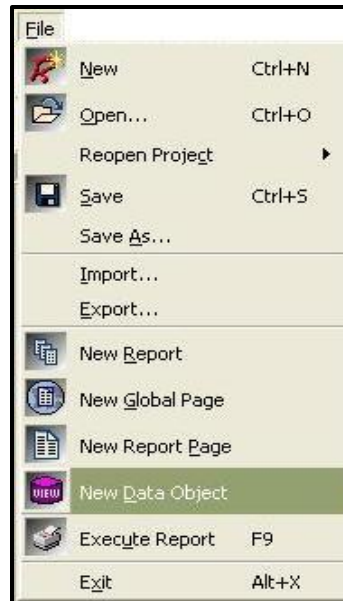 File
New Ctrl+N
Open... Ctrl+O
Reopen Project
Save Ctrl+S
Save As...
Import...
Export...
New Report
New Global Page
New Report Page
VIEW New Data Object
Execute Report F9
Exit Alt+X